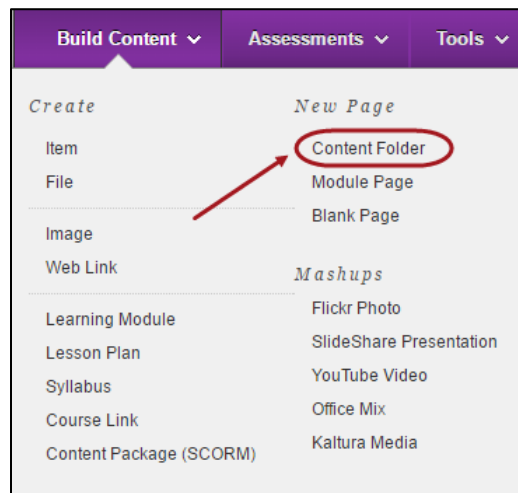 Build Content Assessments Tools
Create
Item
File
Image
Web Link
Learning Module
Lesson Plan
Syllabus
Course Link
Content Package (SCORM)
New Page
Content Folder
Module Page
Blank Page
Mashups
Flickr Photo
SlideShare Presentation
YouTube Video
Office Mix
Kaltura Media